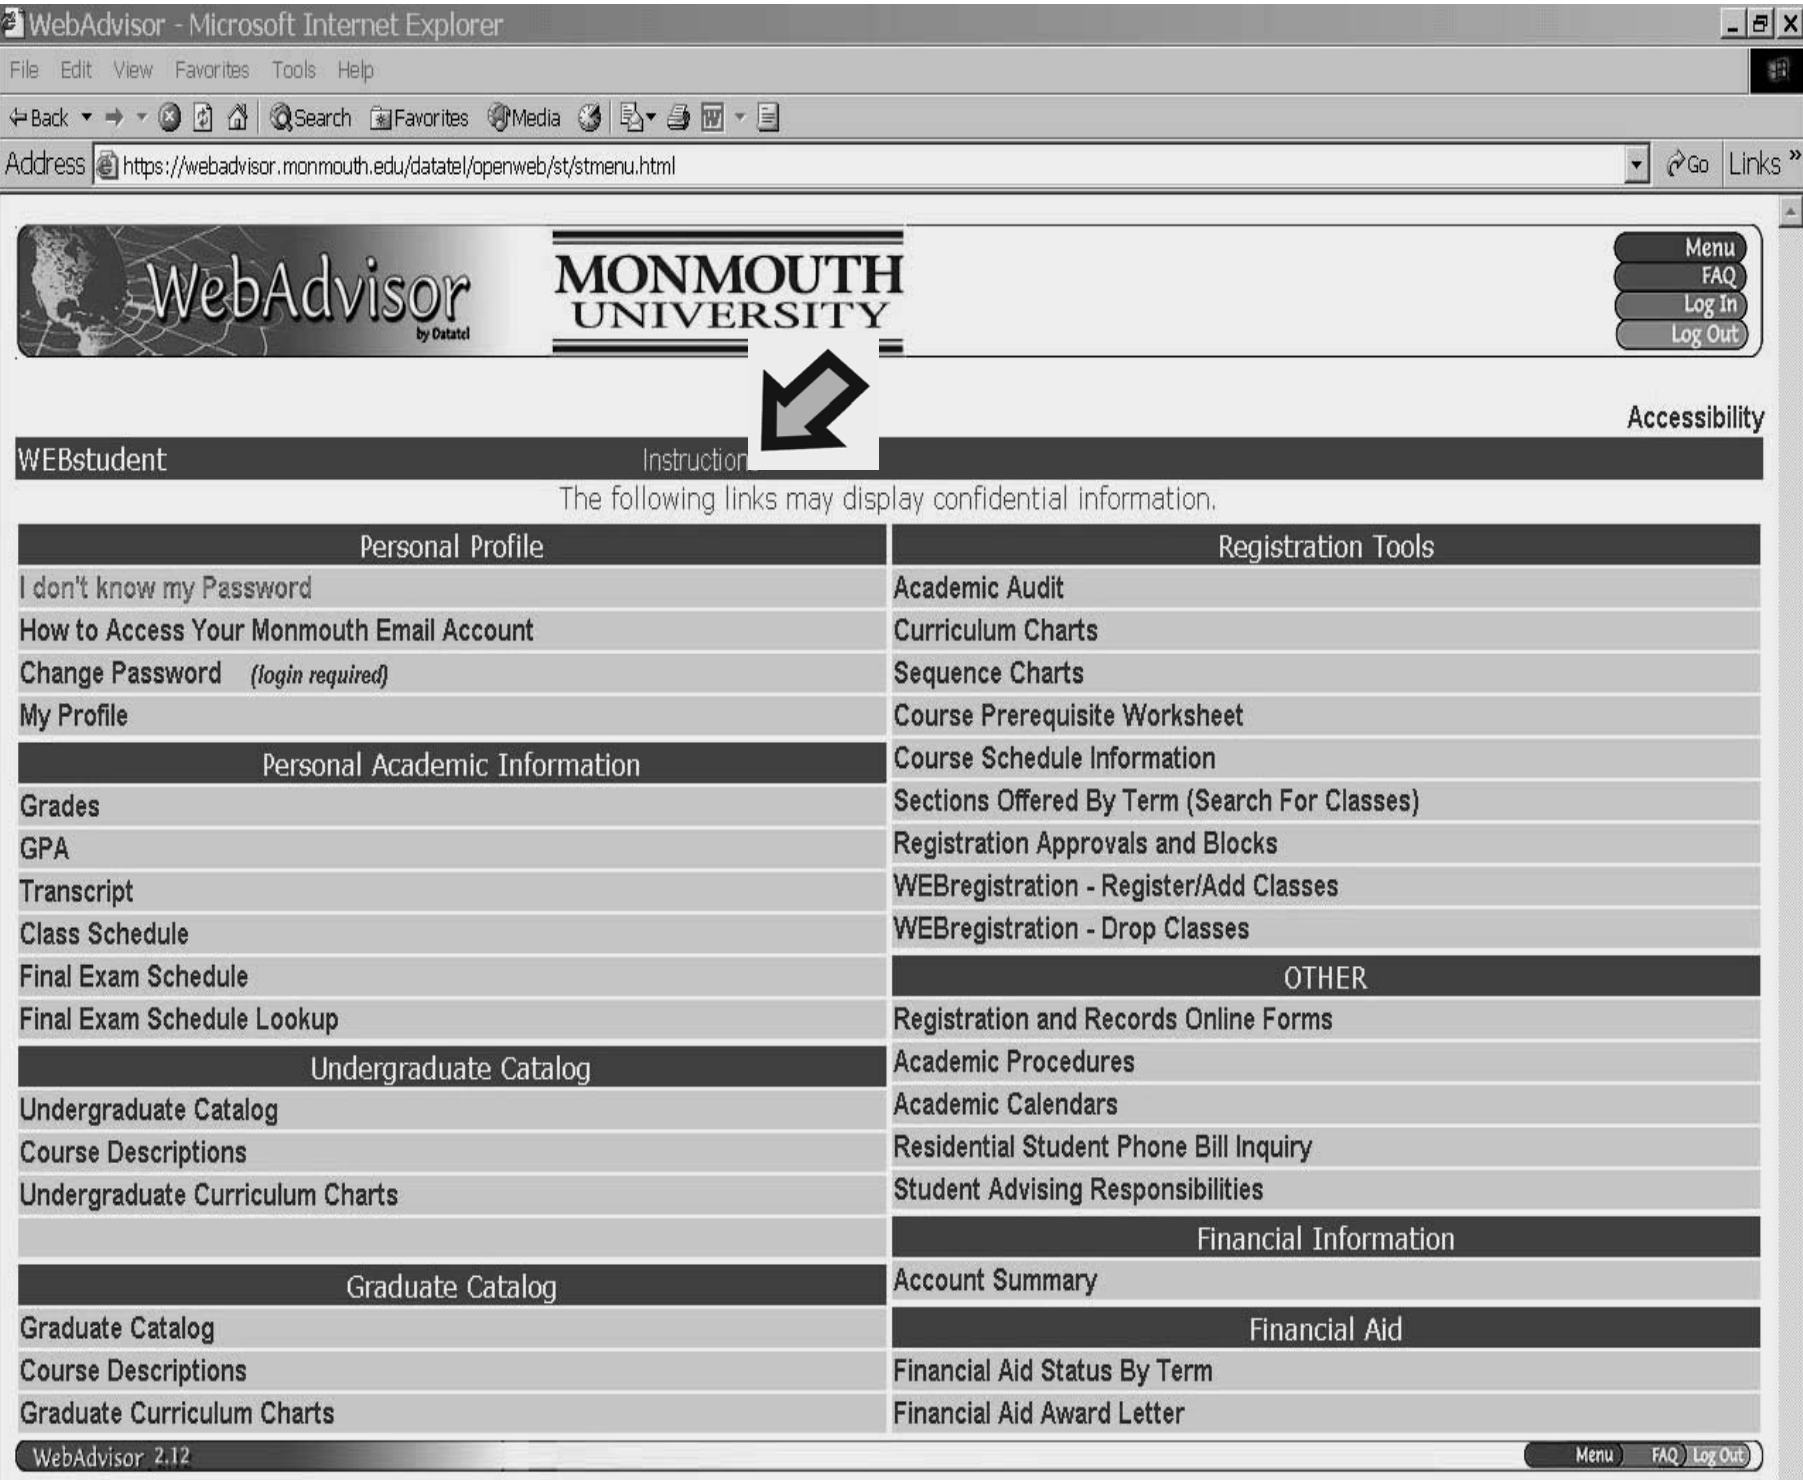 WebAdvisor - Microsoft Internet Explorer
File Edit View Favorites Tools Help
Back Search Favorites Media
Address https://webadvisor.monmouth.edu/datatel/openweb/st/stmenu.html Go Links »
WebAdvisor
by Datatel
MONMOUTH
UNIVERSITY
Menu
FAQ
Log In
Log Out
Accessibility
WEBstudent Instruction
The following links may display confidential information.
Personal Profile
I don't know my Password
How to Access Your Monmouth Email Account
Change Password (login required)
My Profile
Personal Academic Information
Grades
GPA
Transcript
Class Schedule
Final Exam Schedule
Final Exam Schedule Lookup
Undergraduate Catalog
Undergraduate Catalog
Course Descriptions
Undergraduate Curriculum Charts
Graduate Catalog
Graduate Catalog
Course Descriptions
Graduate Curriculum Charts
Registration Tools
Academic Audit
Curriculum Charts
Sequence Charts
Course Prerequisite Worksheet
Course Schedule Information
Sections Offered By Term (Search For Classes)
Registration Approvals and Blocks
WEBregistration - Register/Add Classes
WEBregistration - Drop Classes
OTHER
Registration and Records Online Forms
Academic Procedures
Academic Calendars
Residential Student Phone Bill Inquiry
Student Advising Responsibilities
Financial Information
Account Summary
Financial Aid
Financial Aid Status By Term
Financial Aid Award Letter
WebAdvisor 2.12 Menu FAQ Log Out